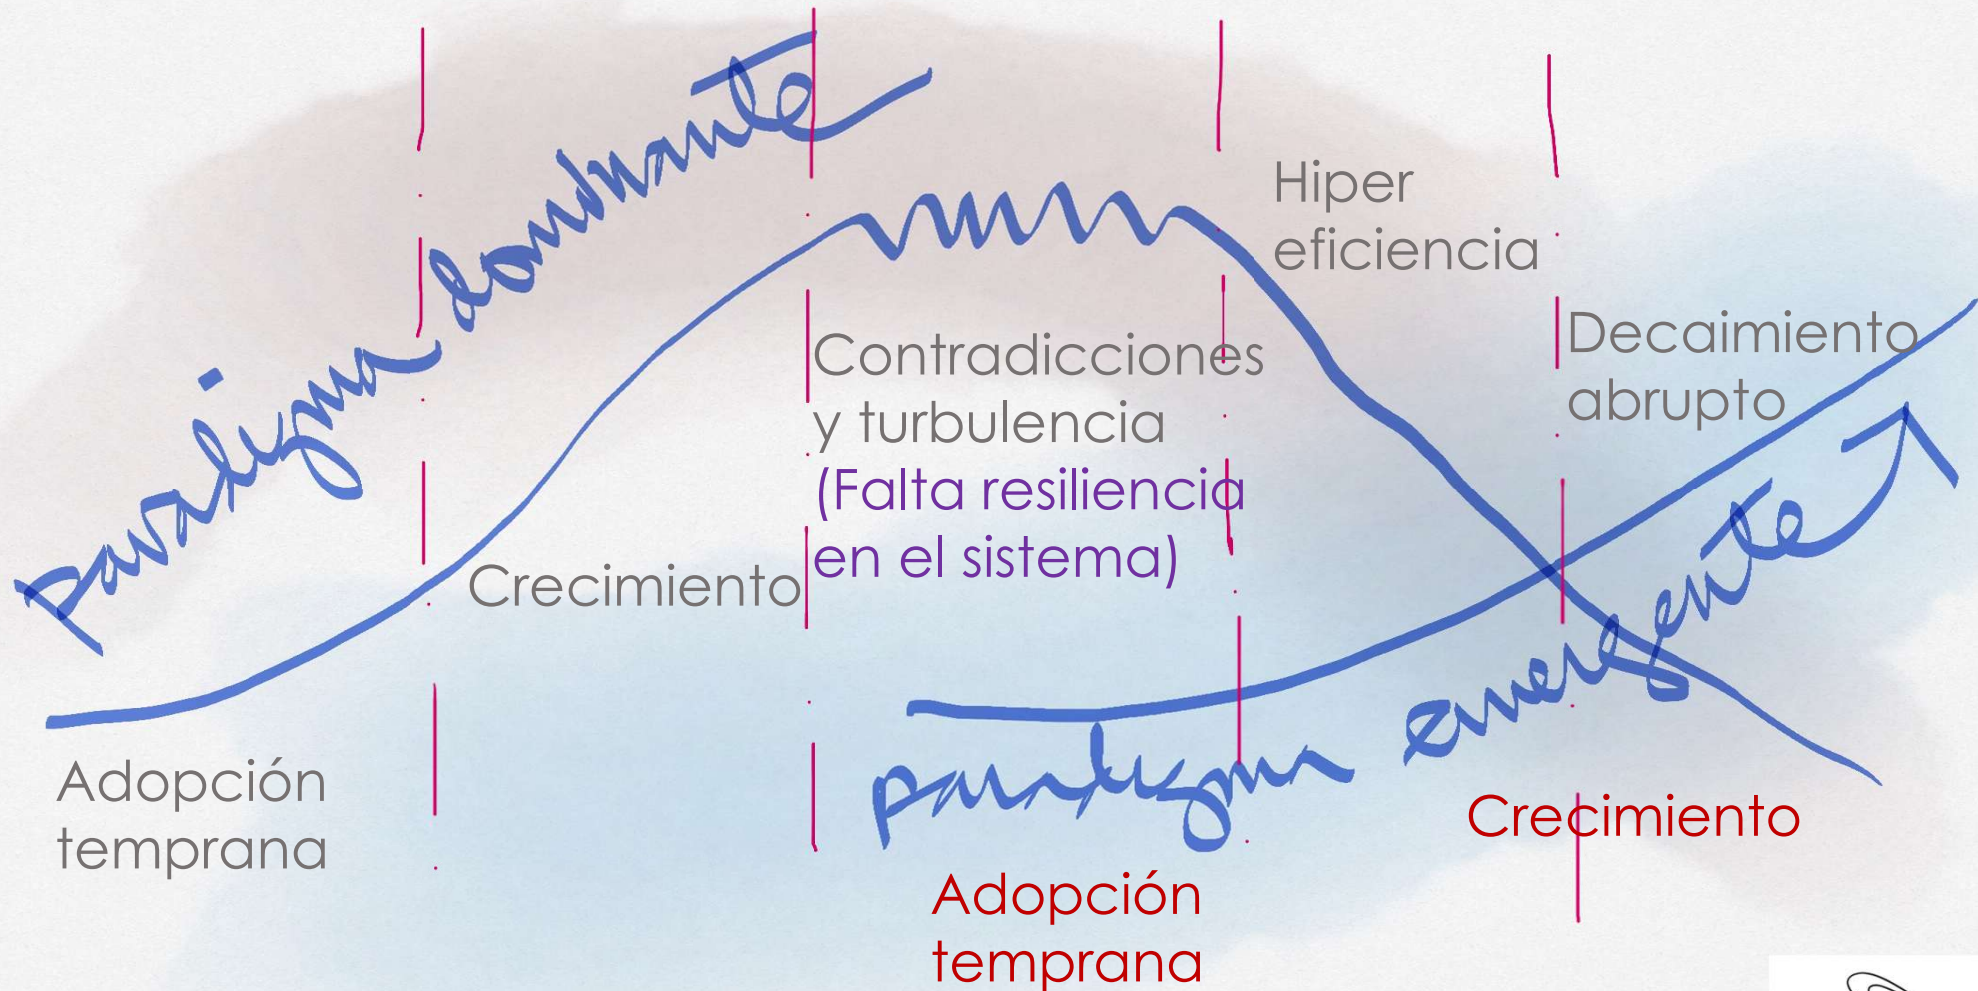 paradigma dominante
Hiper
eficiencia
Contradicciones
y turbulencia
(Falta resiliencia
en el sistema)
Decaimiento
abrupto
Crecimiento
Adopción
temprana
paradigma emergente
Crecimiento
Adopción
temprana